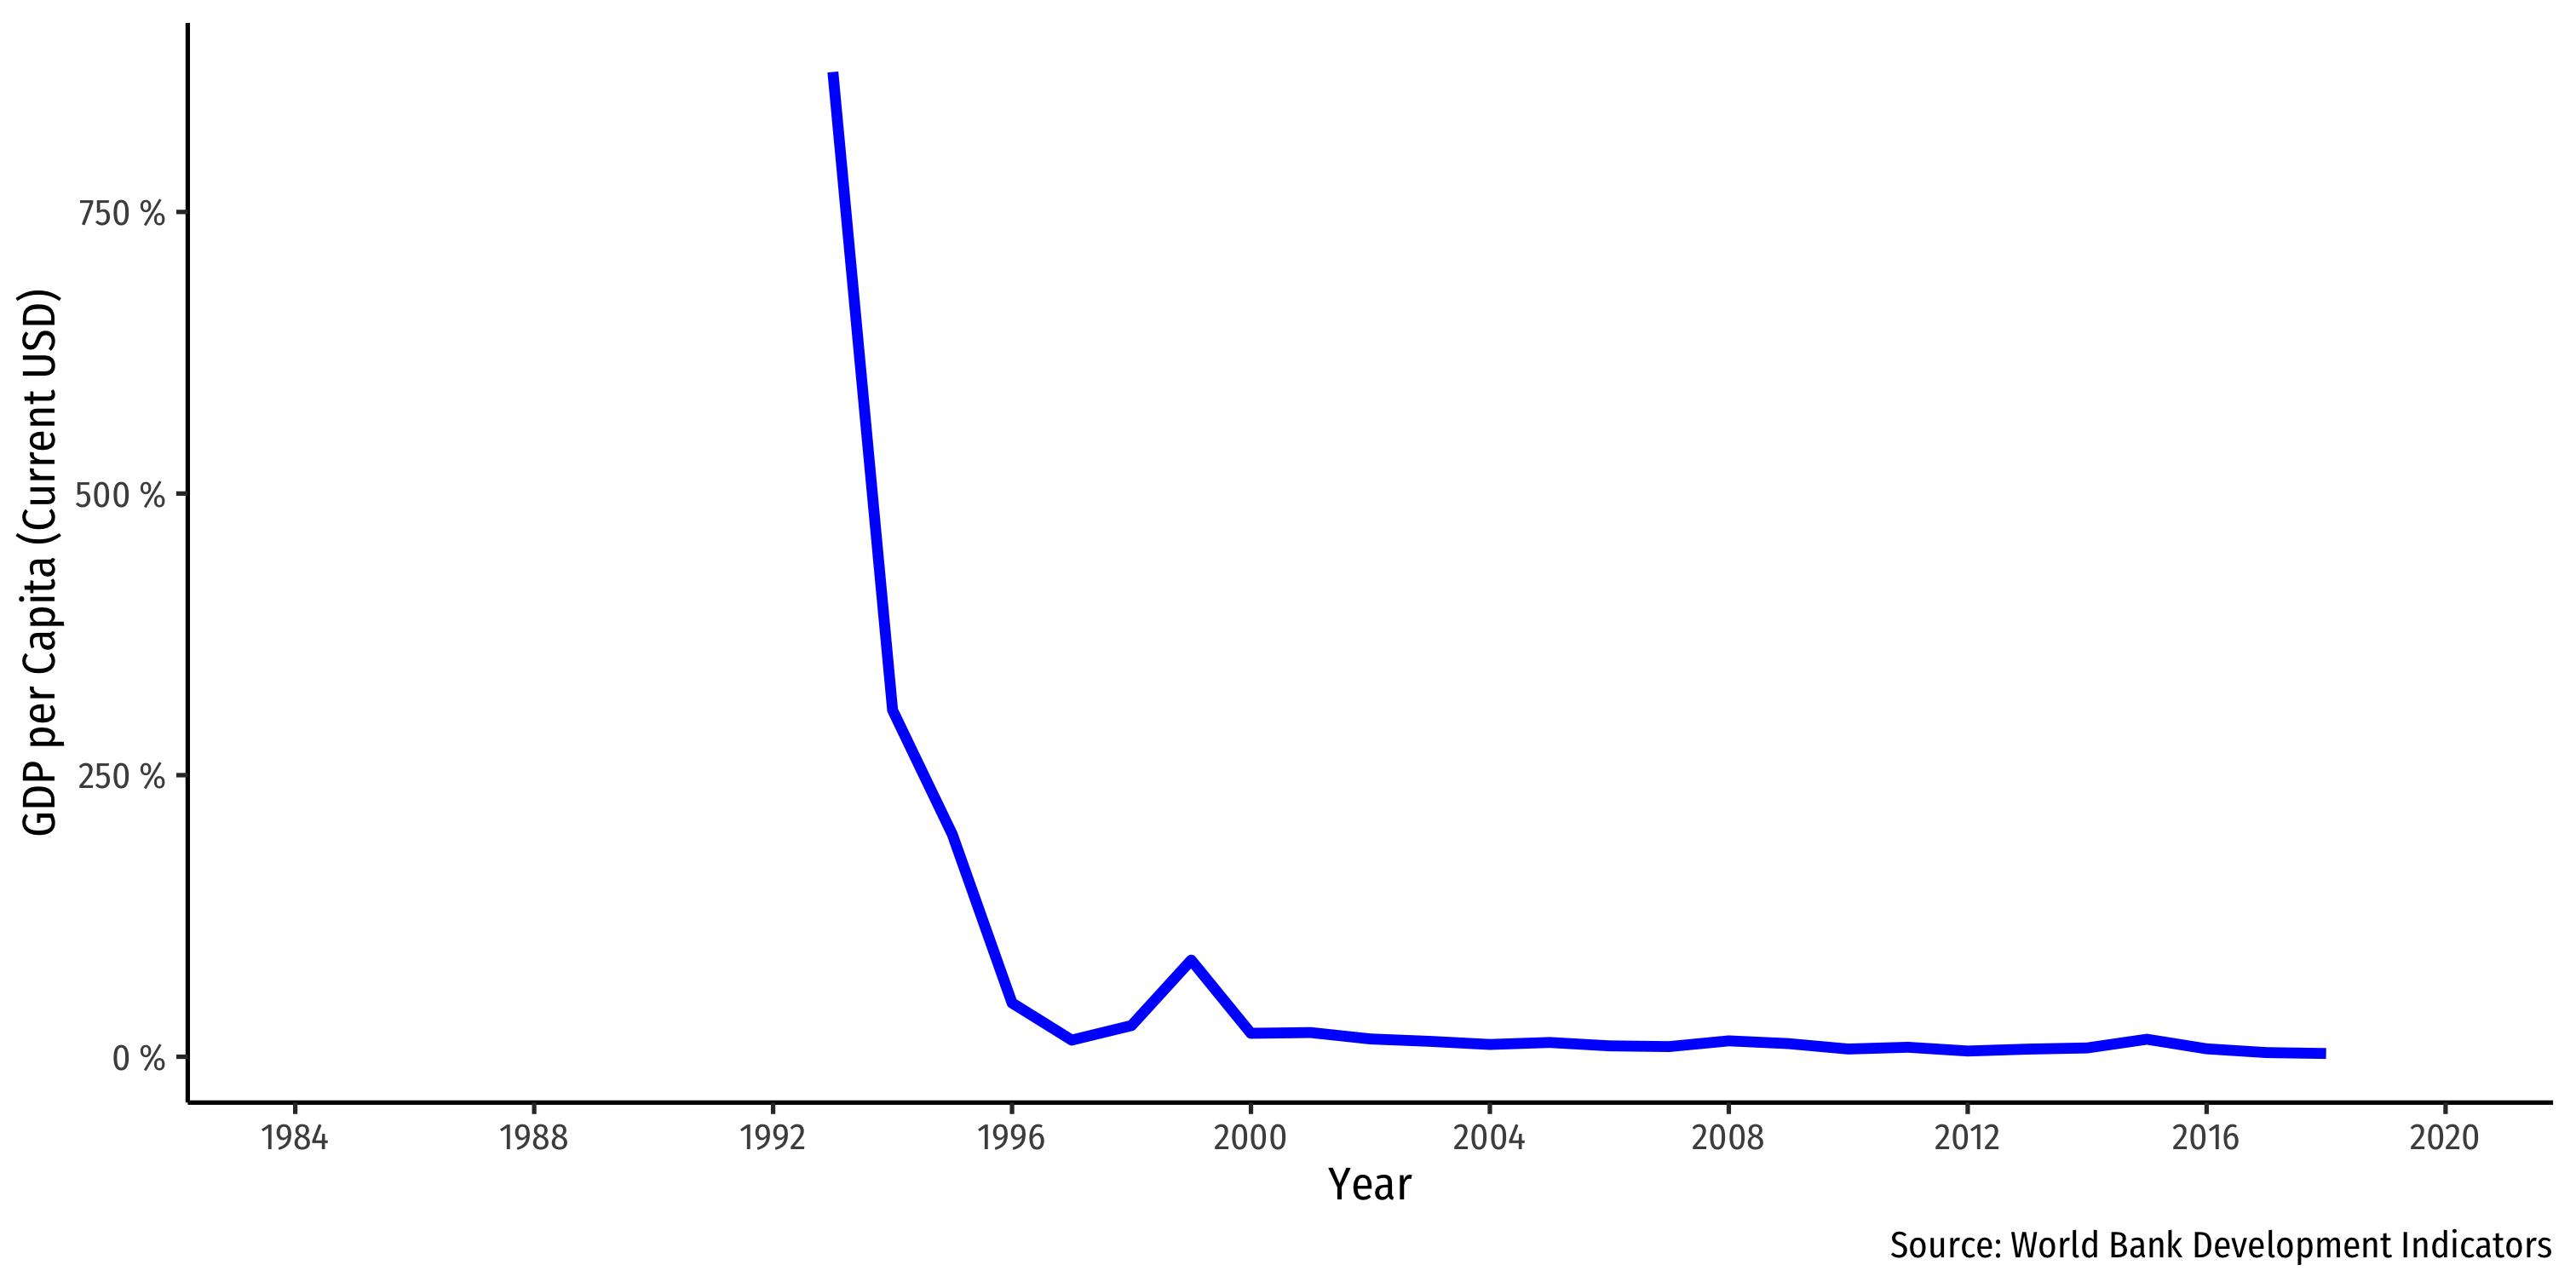 GDP per Capita (Current USD)
750 %
500 %
250 %
0 %
1984 1988 1992 1996 2000 2004 2008 2012 2016 2020
Year
Source: World Bank Development Indicators